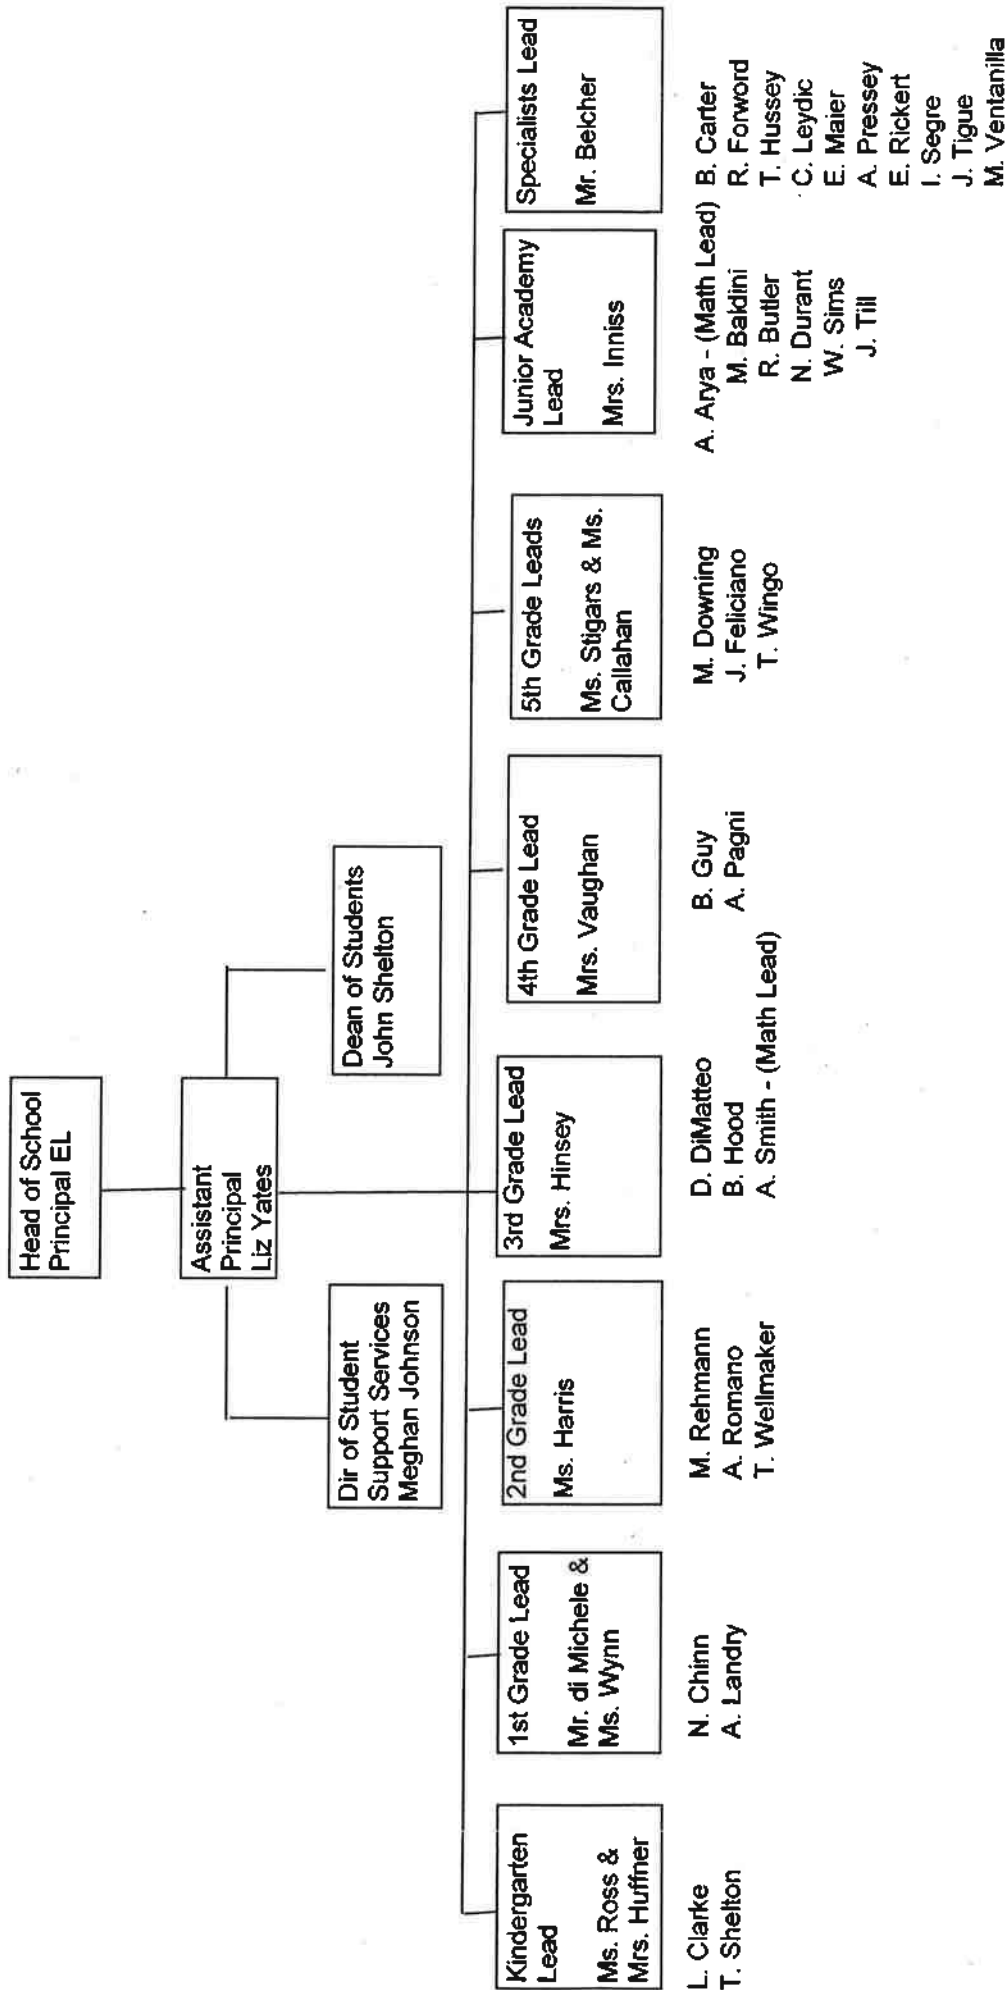 Head of School
Principal EL
Assistant
Principal
Liz Yates
Dir of Student
Support Services
Meghan Johnson
Dean of Students
John Shelton
Kindergarten
Lead
Ms. Ross &
Mrs. Huffner
L. Clarke
T. Shelton
1st Grade Lead
Mr. di Michele &
Ms. Wynn
N. Chinn
A. Landry
2nd Grade Lead
Ms. Harris
M. Rehmann
A. Romano
T. Wellmaker
3rd Grade Lead
Mrs. Hinsey
D. DiMatteo
B. Hood
A. Smith - (Math Lead)
4th Grade Lead
Mrs. Vaughan
B. Guy
A. Pagni
5th Grade Leads
Ms. Stigars & Ms.
Callahan
M. Downing
J. Feliciano
T. Wingo
Junior Academy
Lead
Mrs. Inniss
A. Arya - (Math Lead)
M. Baldini
R. Butler
N. Durant
W. Sims
J. Till
Specialists Lead
Mr. Belcher
B. Carter
R. Forword
T. Hussey
C. Leydic
E. Maier
A. Pressey
E. Rickert
I. Segre
J. Tigue
M. Ventanilla